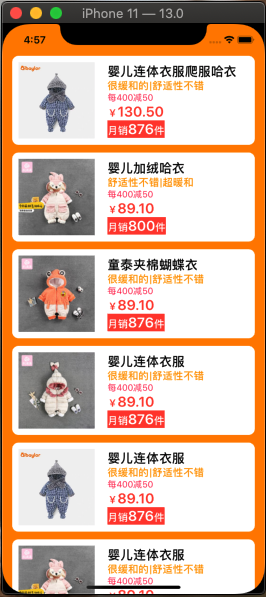 iPhone 11 — 13.0
4:57
婴儿连体衣服爬服哈衣
很缓和的|舒适性不错
每400减50
￥130.50
月销876件
婴儿加绒哈衣
舒适性不错|超暖和
每400减50
￥89.10
月销800件
童泰夹棉蝴蝶衣
很缓和的|舒适性不错
每400减50
￥89.10
月销876件
婴儿连体衣服
很缓和的|舒适性不错
每400减50
￥89.10
月销876件
婴儿连体衣服
很缓和的|舒适性不错
每400减50
￥89.10
月销876件
婴儿连体衣服
很缓和的|舒适性不错
每400减50
￥89.10